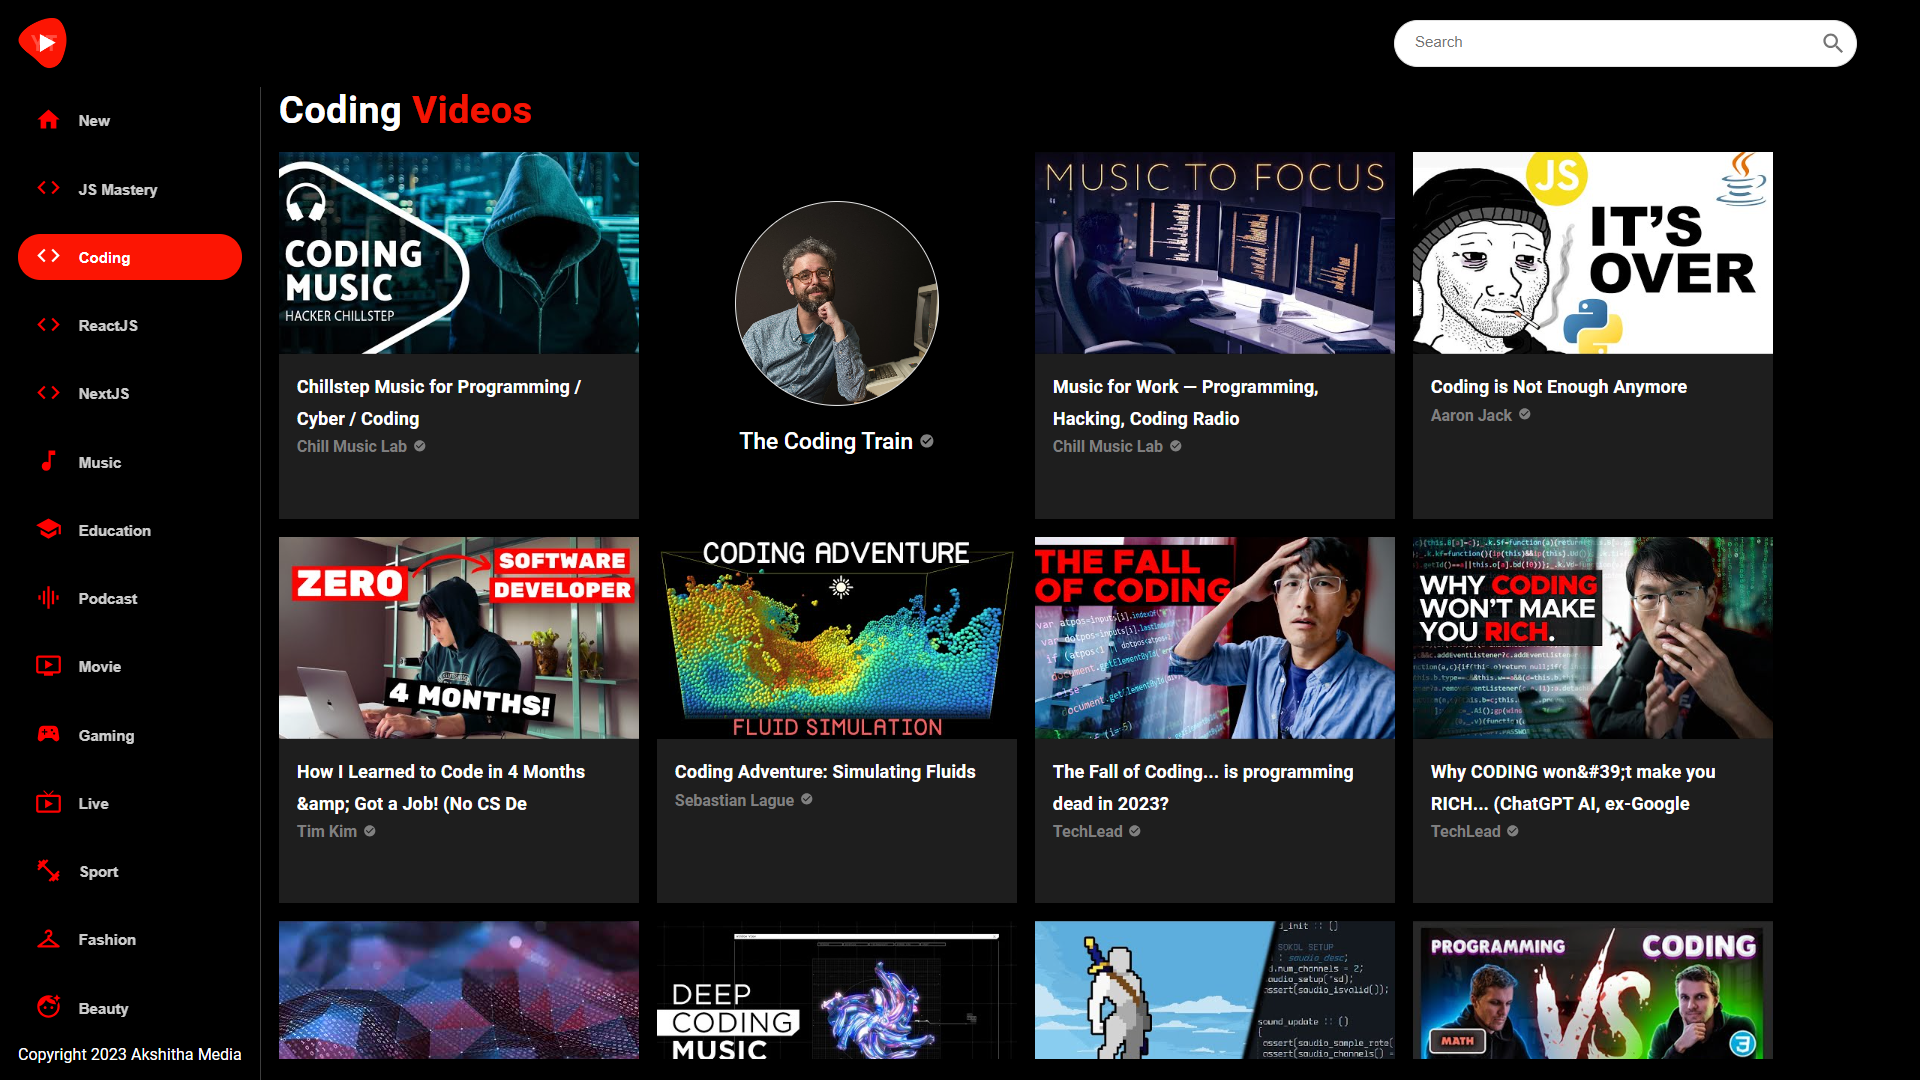 Search
Coding Videos
New
JS Mastery
Coding
ReactJS
NextJS
Music
Education
Podcast
Movie
Gaming
Live
Sport
Fashion
Beauty
Copyright 2023 Akshitha Media
CODING
MUSIC
HACKER CHILLSTEP
Chillstep Music for Programming /
Cyber / Coding
Chill Music Lab
The Coding Train
MUSIC TO FOCUS
Music for Work — Programming,
Hacking, Coding Radio
Chill Music Lab
JS
IT'S
OVER
Coding is Not Enough Anymore
Aaron Jack
ZERO
SOFTWARE
DEVELOPER
4 MONTHS!
How I Learned to Code in 4 Months
&amp; Got a Job! (No CS De
Tim Kim
CODING ADVENTURE
FLUID SIMULATION
Coding Adventure: Simulating Fluids
Sebastian Lague
THE FALL
OF CODING
The Fall of Coding... is programming
dead in 2023?
TechLead
WHY CODING
WON'T MAKE
YOU RICH.
Why CODING won&#39;t make you
RICH... (ChatGPT AI, ex-Google
TechLead
DEEP
CODING
MUSIC
_init :: []
SOKOL SETUP
num_channels = 2;
sound_update :: ()
PROGRAMMING
CODING
VS
MATH